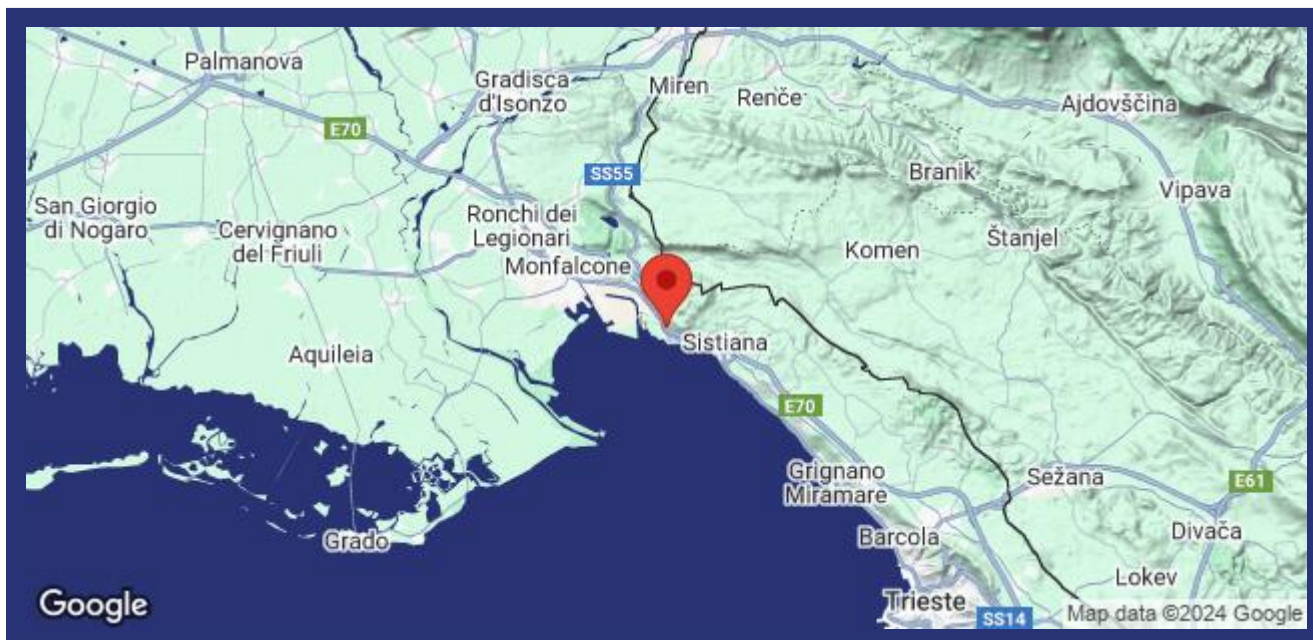 Palmanova
Gradisca
d'Isonzo
Miren
Renče
Ajdovščina
E70
SS55
Branik
Vipava
San Giorgio
di Nogaro
Cervignano
del Friuli
Ronchi dei
Legionari
Monfalcone
Komen
Štanjel
Aquileia
Sistiana
E70
Grignano
Miramare
Sežana
E61
Grado
Barcola
Divača
Lokev
Google
Trieste
SS14
Map data ©2024 Google